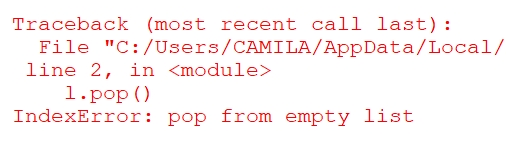 Traceback (most recent call last):
  File "C:/Users/CAMILA/AppData/Local/
line 2, in <module>
    l.pop()
IndexError: pop from empty list